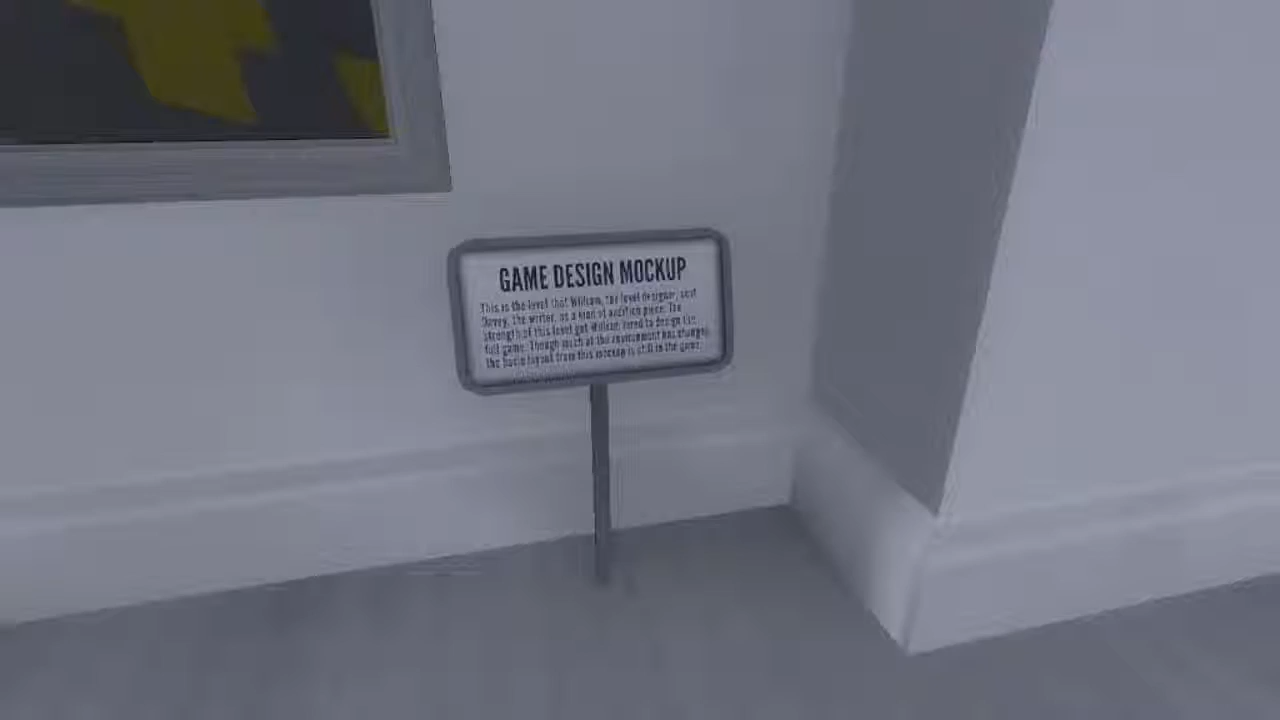 GAME DESIGN MOCKUP
This is the level that William, the level designer, sent
Davey, the writer, as a kind of audition piece. The
strength of this level got William hired to design the
full game. Though much of the environment has changed,
the basic layout from this mockup is still in the game.